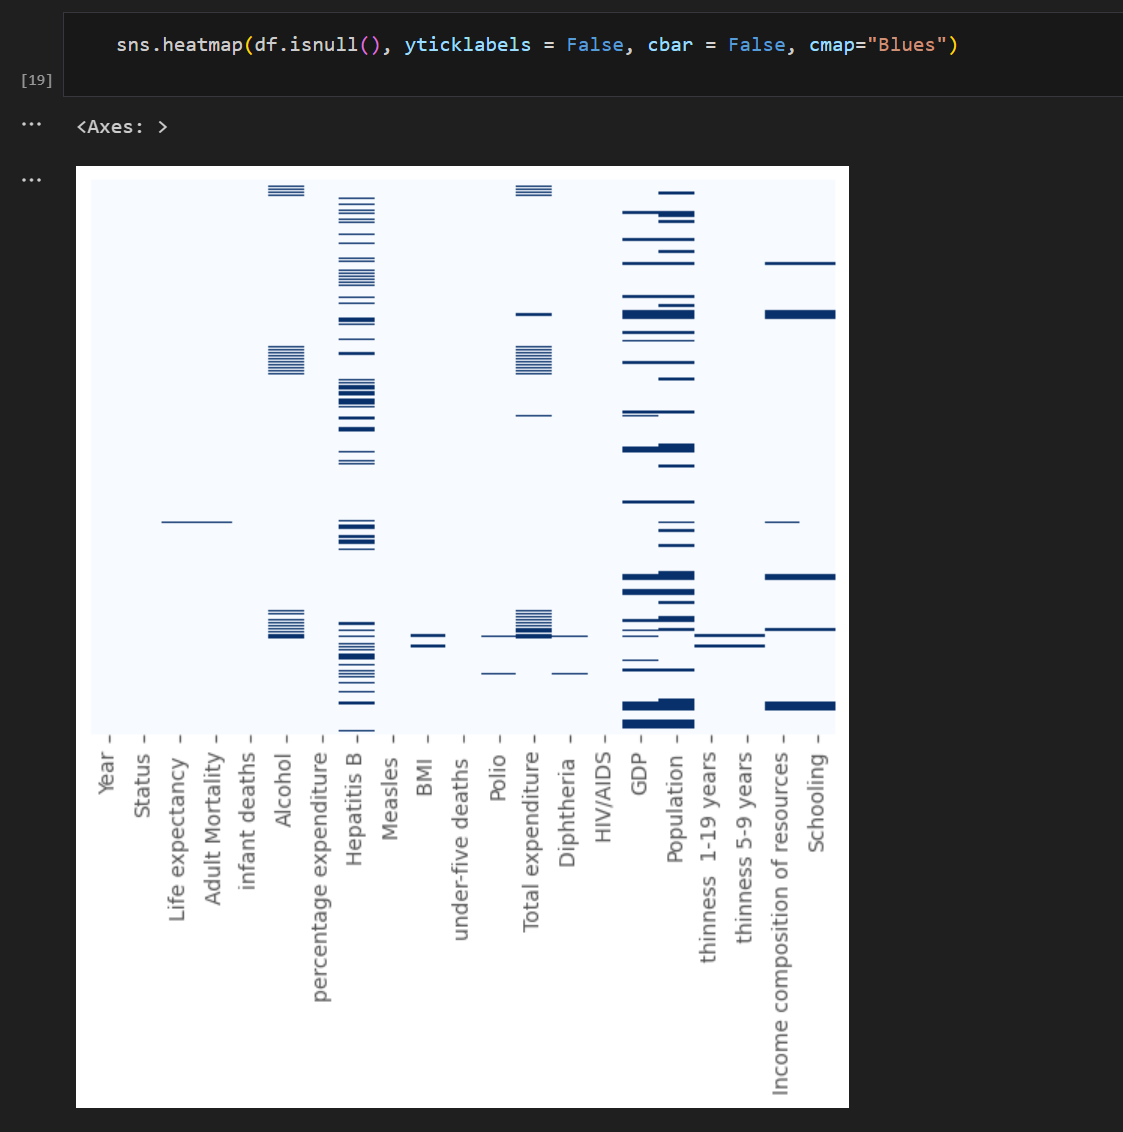 sns.heatmap(df.isnull(), yticklabels = False, cbar = False, cmap="Blues")
[19]
...
<Axes: >
...
Year
Status
Life expectancy
Adult Mortality
infant deaths
Alcohol
percentage expenditure
Hepatitis B
Measles
BMI
under-five deaths
Polio
Total expenditure
Diphtheria
HIV/AIDS
GDP
Population
thinness  1-19 years
thinness 5-9 years
Income composition of resources
Schooling